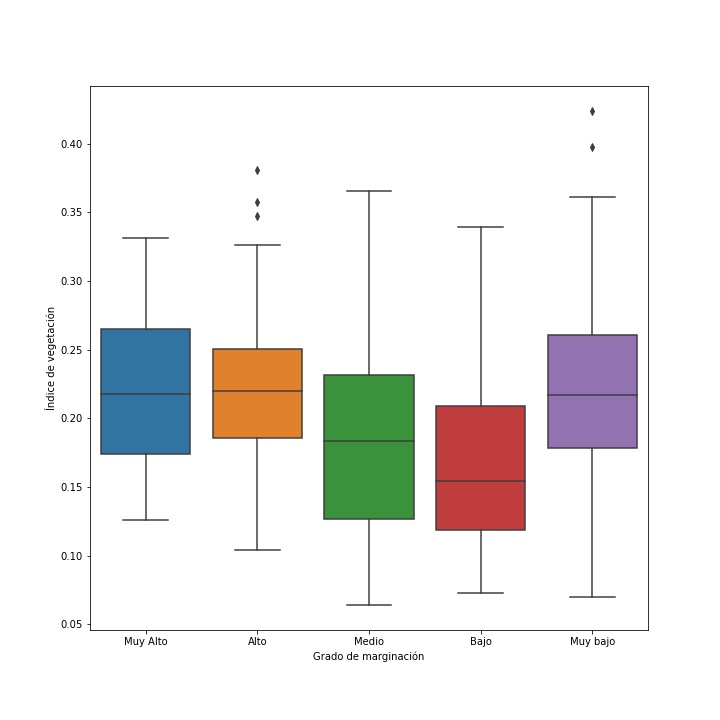 0.40
0.35
0.30
0.25
0.20
0.15
0.10
0.05
Índice de vegetación
Muy Alto
Alto
Medio
Bajo
Muy bajo
Grado de marginación